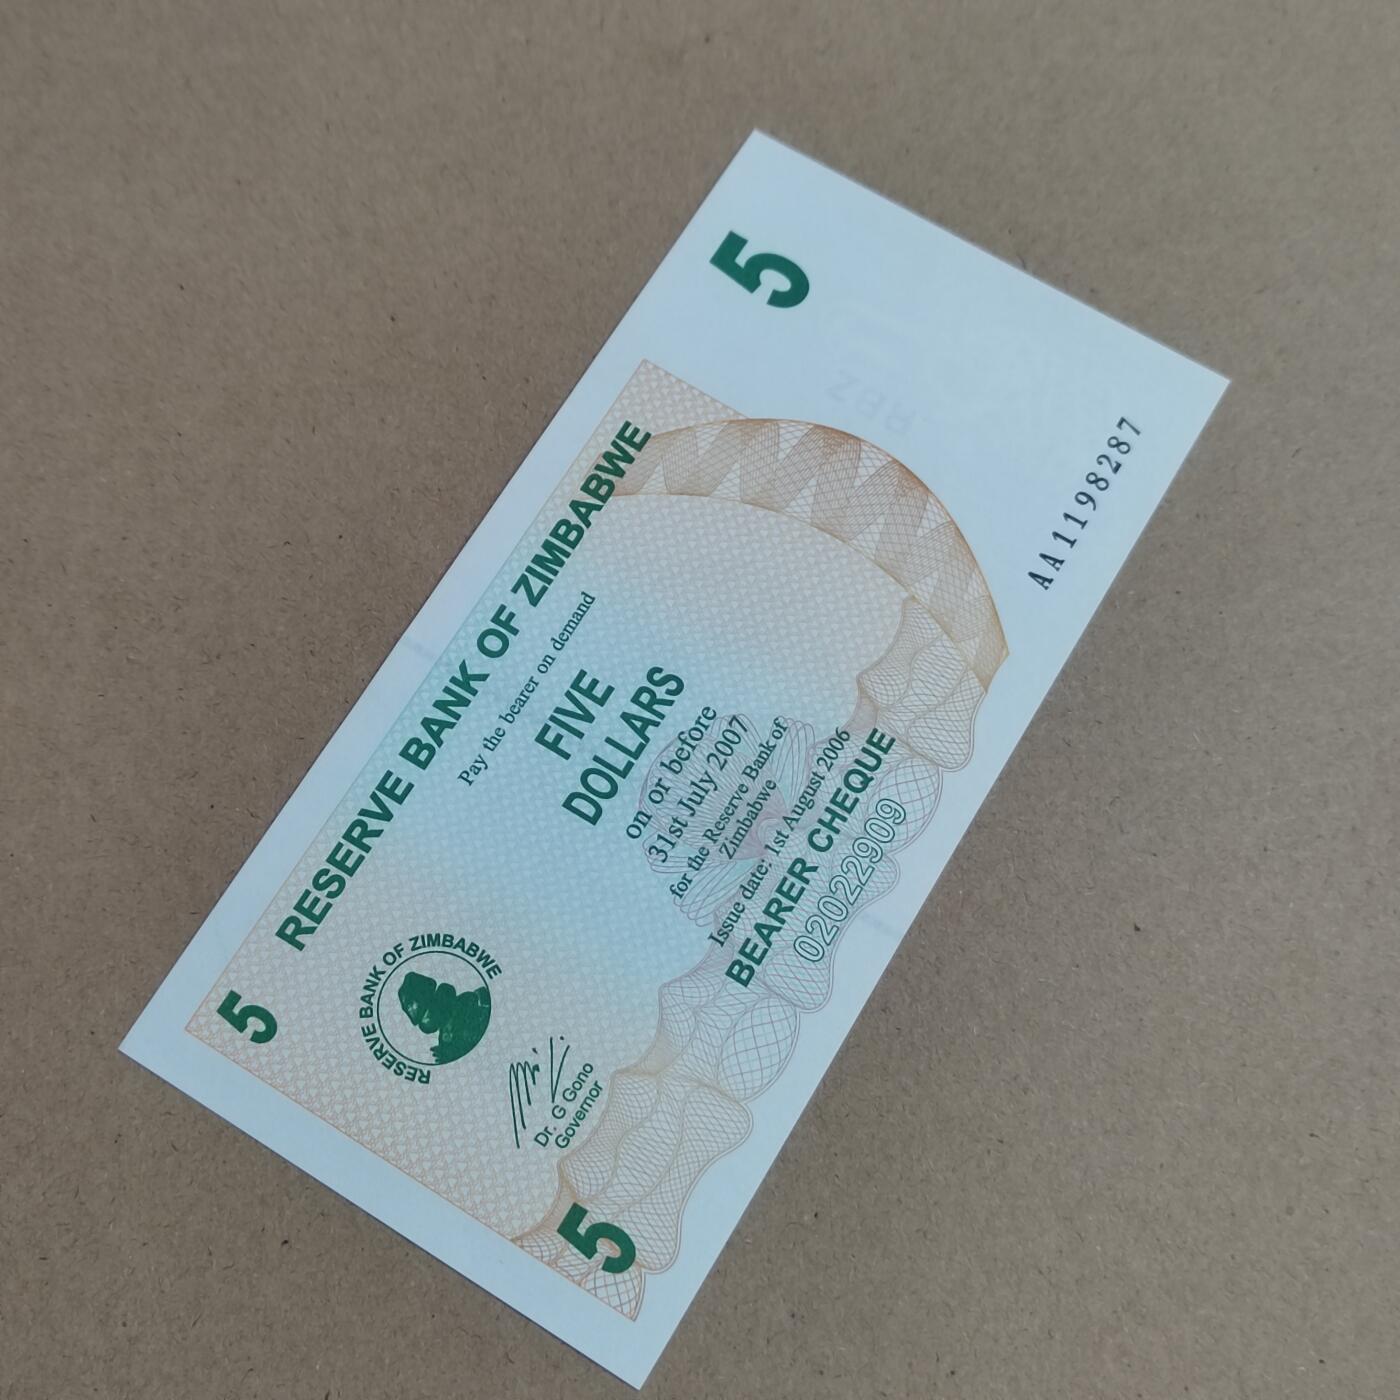 5
RESERVE BANK OF ZIMBABWE
Pay the bearer on demand
FIVE
DOLLARS
on or before
31st July 2007
for the Reserve Bank of
Zimbabwe
Issue date: 1st August 2006
BEARER CHEQUE
02022909
RESERVE BANK OF ZIMBABWE
Dr. G Gono
Governor
5
5
AA1198287